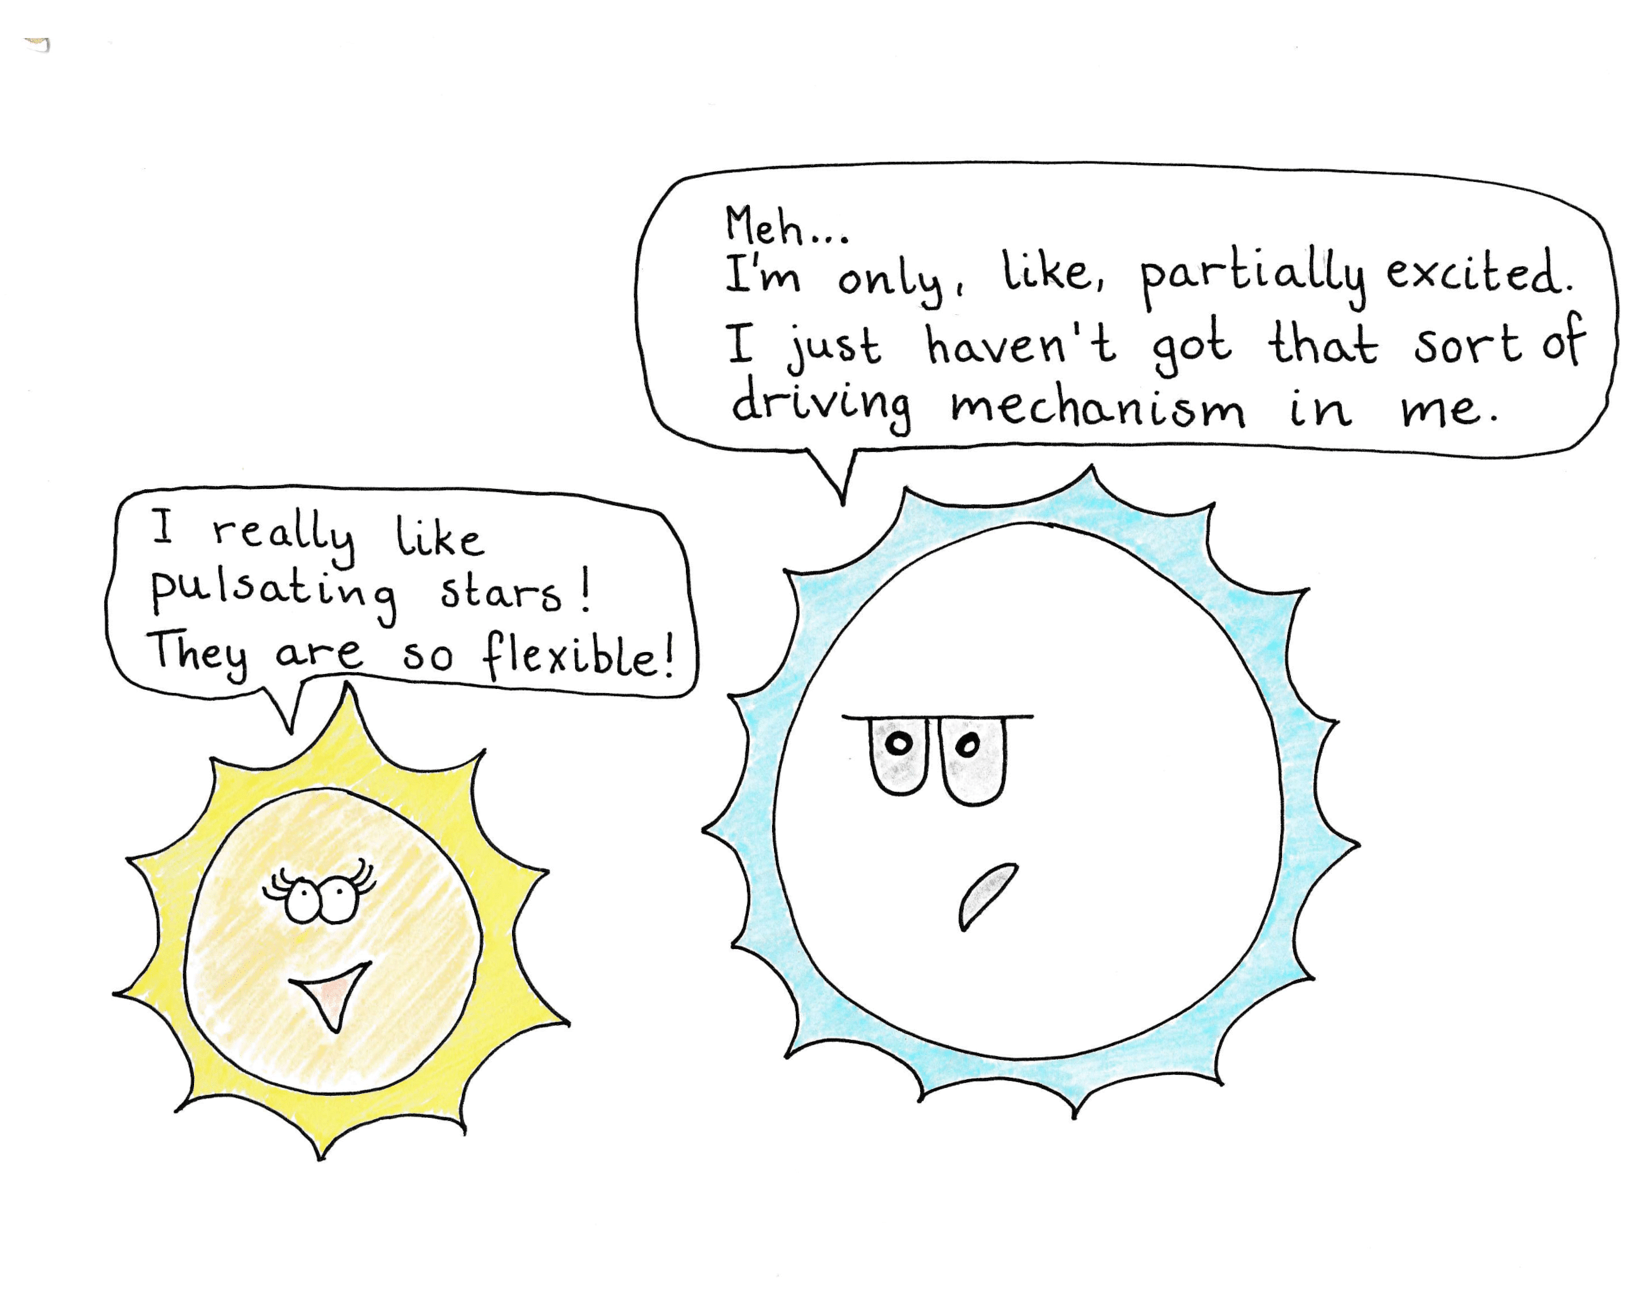 Meh...
I'm only, like, partially excited.
I just haven't got that sort of
driving mechanism in me.
I really like
pulsating stars!
They are so flexible!